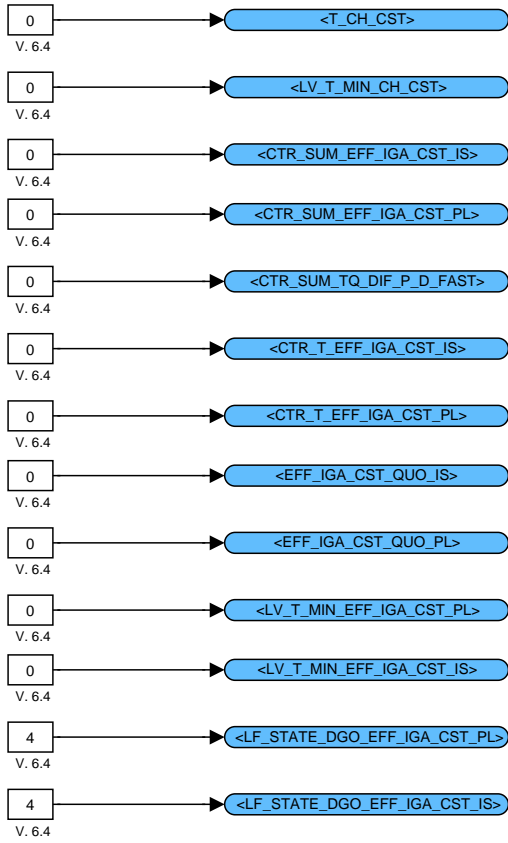 0 <T_CH_CST>
V. 6.4
0 <LV_T_MIN_CH_CST>
V. 6.4
0 <CTR_SUM_EFF_IGA_CST_IS>
V. 6.4
0 <CTR_SUM_EFF_IGA_CST_PL>
V. 6.4
0 <CTR_SUM_TQ_DIF_P_D_FAST>
V. 6.4
0 <CTR_T_EFF_IGA_CST_IS>
V. 6.4
0 <CTR_T_EFF_IGA_CST_PL>
V. 6.4
0 <EFF_IGA_CST_QUO_IS>
V. 6.4
0 <EFF_IGA_CST_QUO_PL>
V. 6.4
0 <LV_T_MIN_EFF_IGA_CST_PL>
V. 6.4
0 <LV_T_MIN_EFF_IGA_CST_IS>
V. 6.4
4 <LF_STATE_DGO_EFF_IGA_CST_PL>
V. 6.4
4 <LF_STATE_DGO_EFF_IGA_CST_IS>
V. 6.4